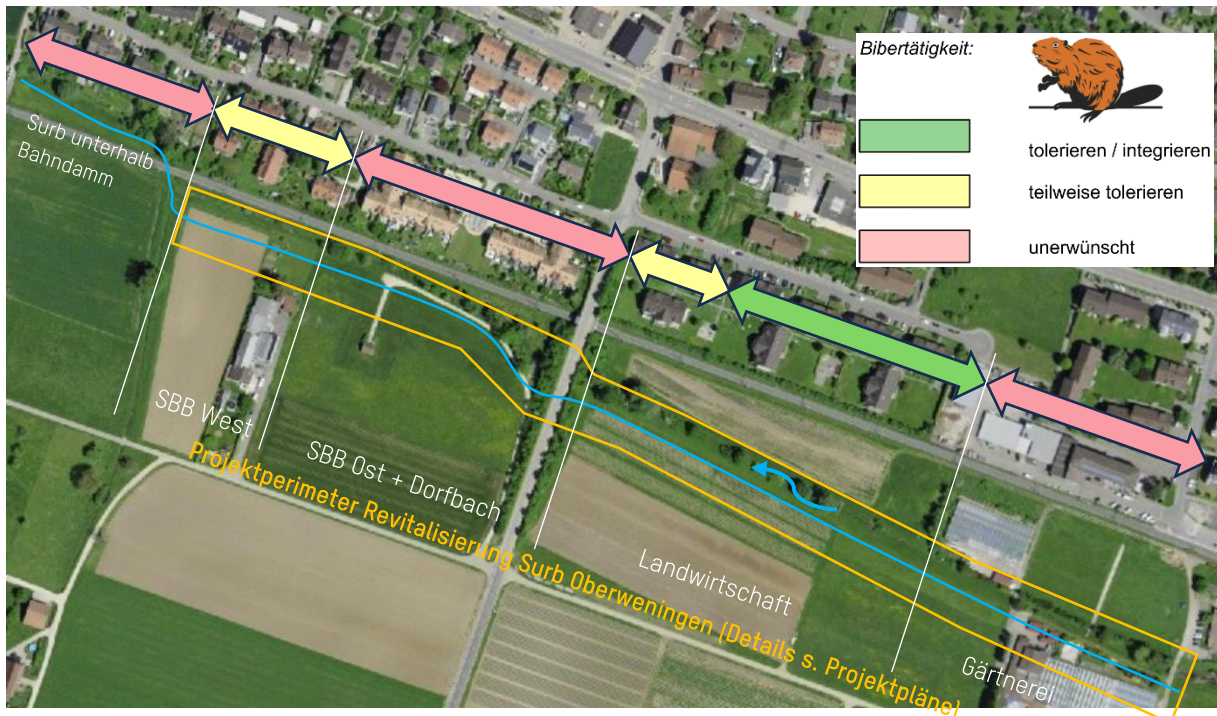 Bibertätigkeit:
tolerieren / integrieren
teilweise tolerieren
unerwünscht
Surb unterhalb
Bahndamm
SBB West
SBB Ost + Dorfbach
Landwirtschaft
Gärtnerei
Projektperimeter Revitalisierung Surb Oberweningen (Details s. Projektpläne)